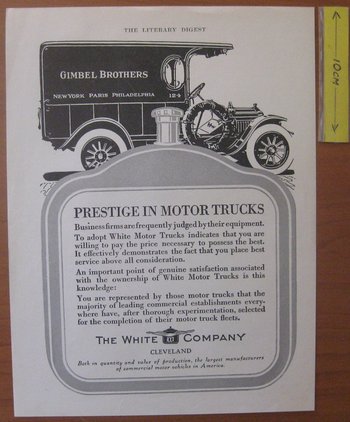 THE LITERARY DIGEST
GIMBEL BROTHERS
NEW YORK PARIS PHILADELPHIA 124
10CM
PRESTIGE IN MOTOR TRUCKS
Business firms are frequently judged by their equipment.
To adopt White Motor Trucks indicates that you are
willing to pay the price necessary to possess the best.
It effectively demonstrates the fact that you place best
service above all consideration.
An important point of genuine satisfaction associated
with the ownership of White Motor Trucks is this
knowledge:
You are represented by those motor trucks that the
majority of leading commercial establishments every-
where have, after thorough experimentation, selected
for the completion of their motor truck fleets.
THE WHITE COMPANY
CLEVELAND
Both in quantity and value of production, the largest manufacturers
of commercial motor vehicles in America.